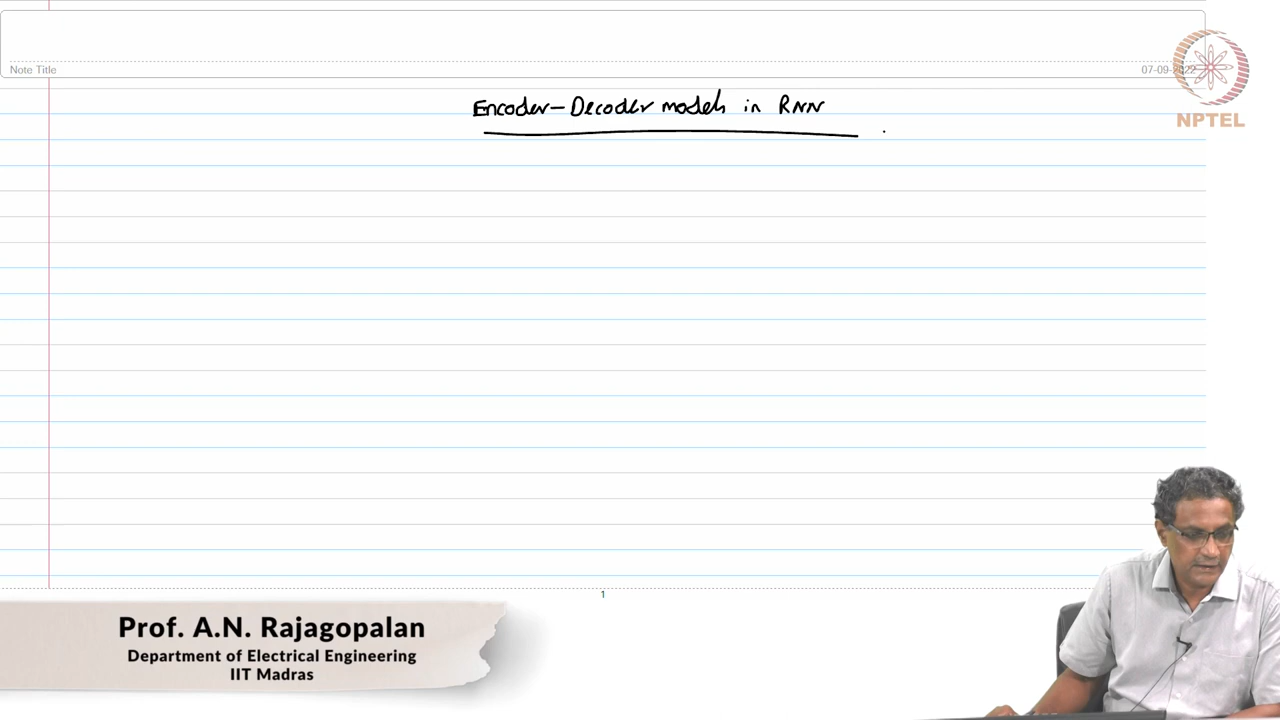 Note Title
07-09-2022
Encoder-Decoder models in RNN
NPTEL
1
Prof. A.N. Rajagopalan
Department of Electrical Engineering
IIT Madras